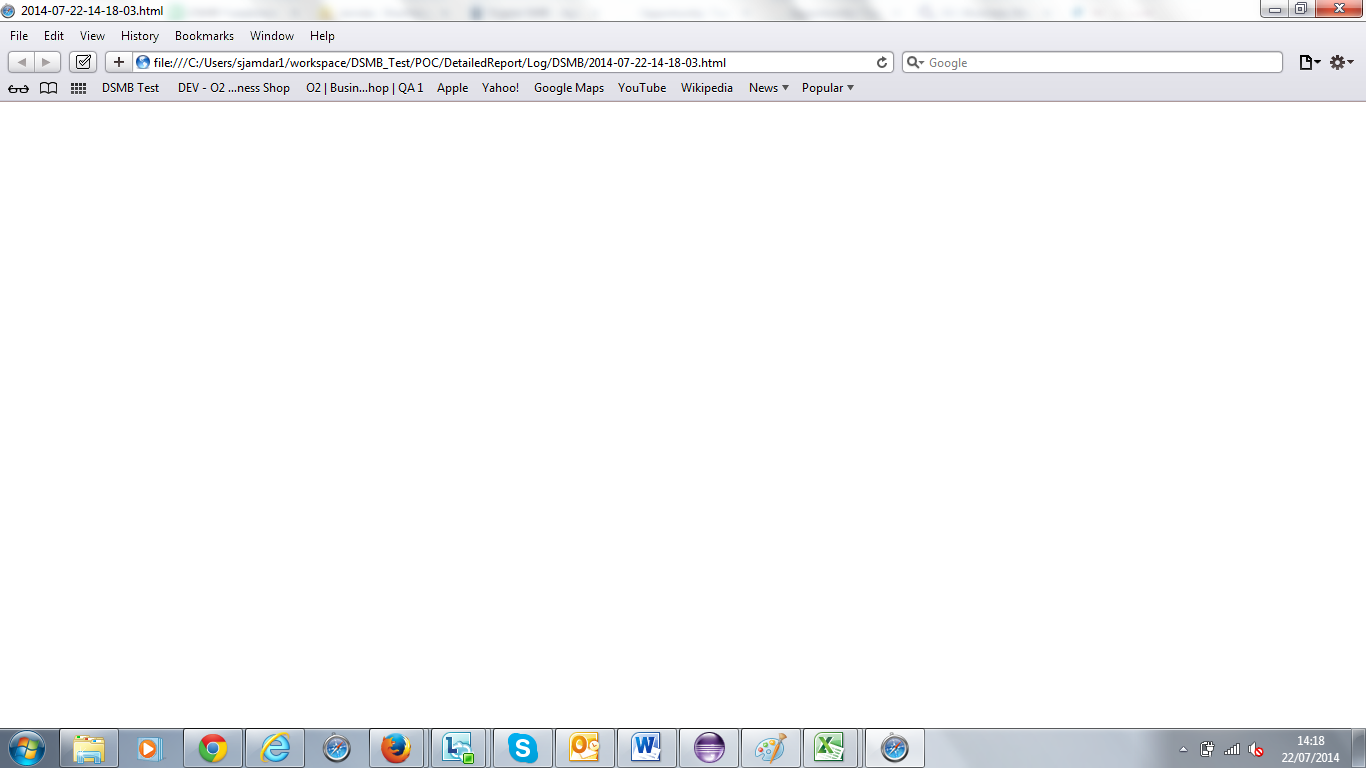 2014-07-22-14-18-03.html
File Edit View History Bookmarks Window Help
file:///C:/Users/sjamdar1/workspace/DSMB_Test/POC/DetailedReport/Log/DSMB/2014-07-22-14-18-03.html Google
DSMB Test DEV - O2 ...ness Shop O2 | Busin...hop | QA1 Apple Yahoo! Google Maps YouTube Wikipedia News Popular
14:18
22/07/2014